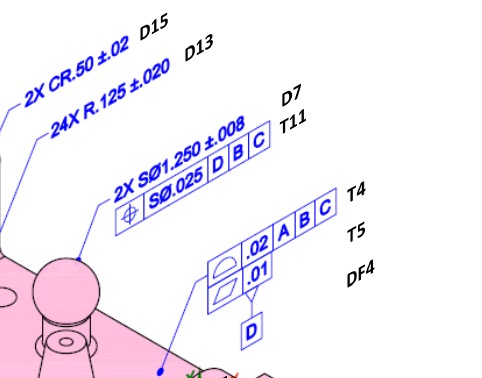 2X CR.50 ±.02 D15
24X R.125 ±.020 D13
2X SØ1.250 ±.008 D7
⌖ SØ.025 D B C T11
⌓ .02 A B C T4
⏥ .01 T5
D DF4